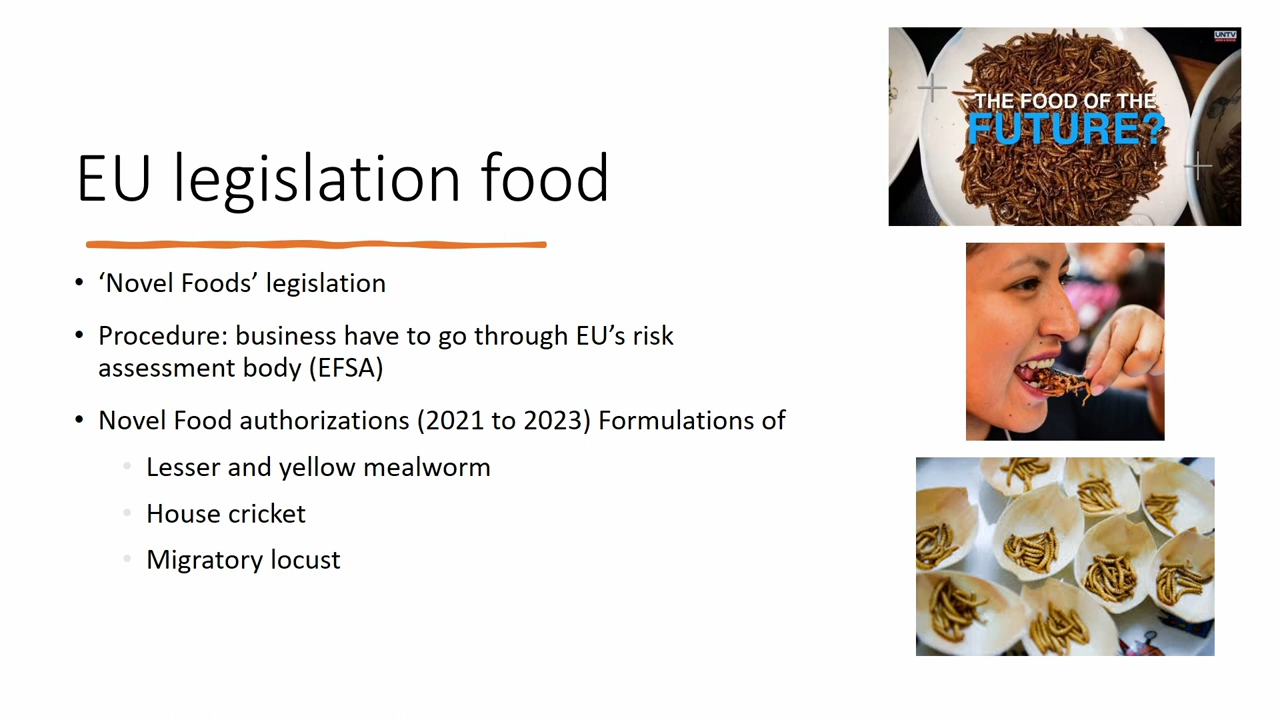 EU legislation food
• ‘Novel Foods’ legislation
• Procedure: business have to go through EU’s risk
assessment body (EFSA)
• Novel Food authorizations (2021 to 2023) Formulations of
• Lesser and yellow mealworm
• House cricket
• Migratory locust
UNTV
THE FOOD OF THE
FUTURE?